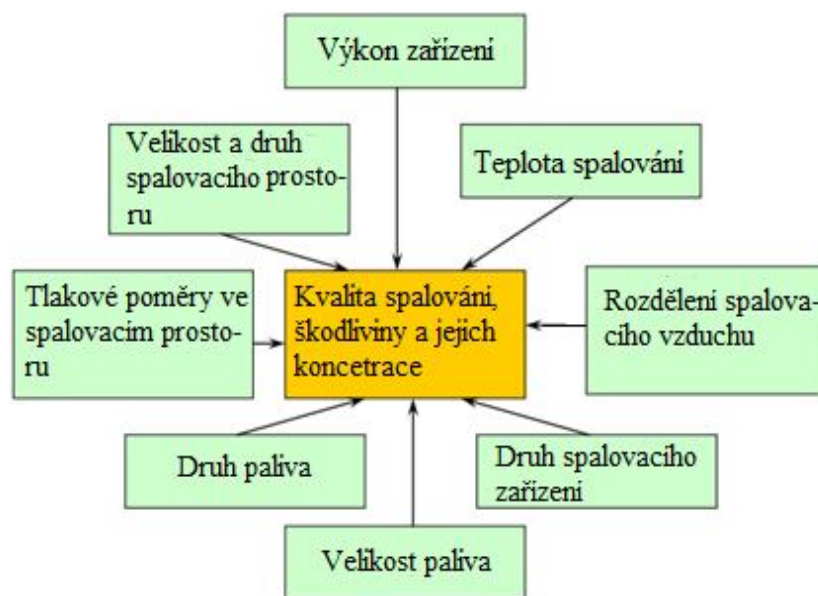 Výkon zařízení
Velikost a druh
spalovacího prosto-
ru
Teplota spalování
Tlakové poměry ve
spalovacim prosto-
ru
Kvalita spalování,
škodliviny a jejich
koncetrace
Rozdělení spalova-
cího vzduchu
Druh paliva
Druh spalovacího
zařízení
Velikost paliva